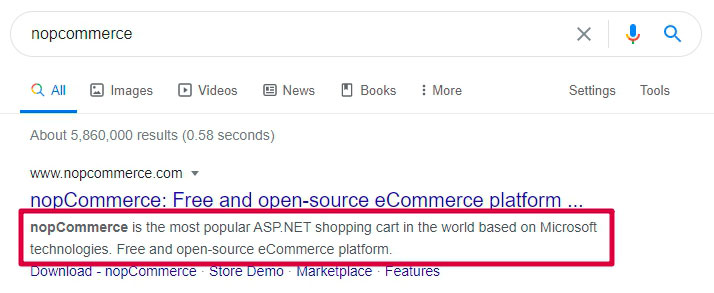 nopcommerce
All Images Videos News Books More Settings Tools
About 5,860,000 results (0.58 seconds)
www.nopcommerce.com
nopCommerce: Free and open-source eCommerce platform ...
nopCommerce is the most popular ASP.NET shopping cart in the world based on Microsoft
technologies. Free and open-source eCommerce platform.
Download - nopCommerce · Store Demo · Marketplace · Features